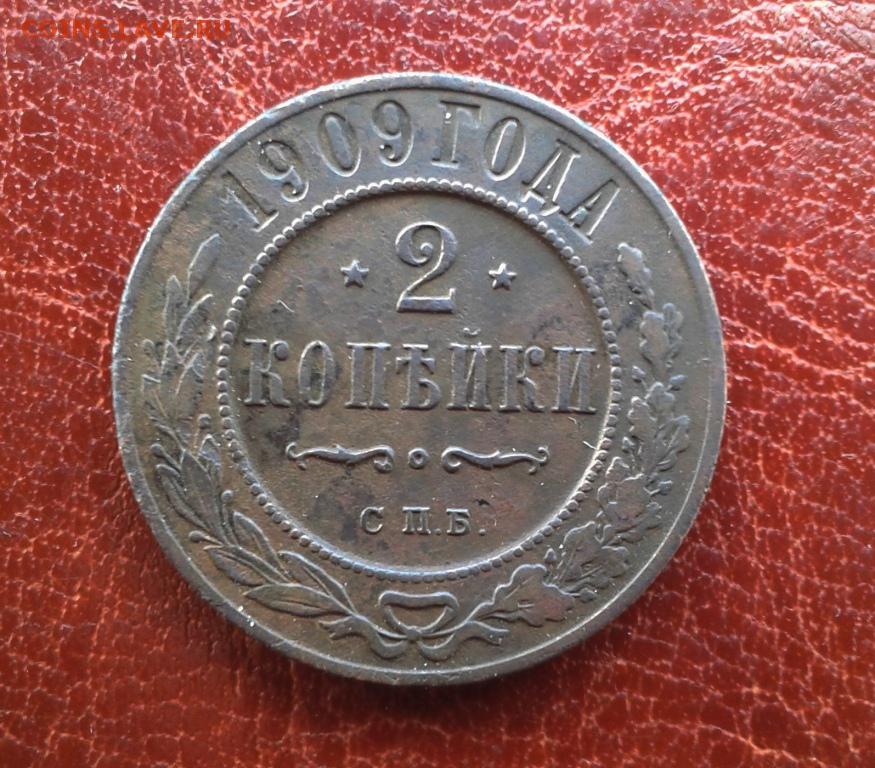 COINS.LAVE.RU
1909 ГОДА
2
КОПѢЙКИ
С П.Б.